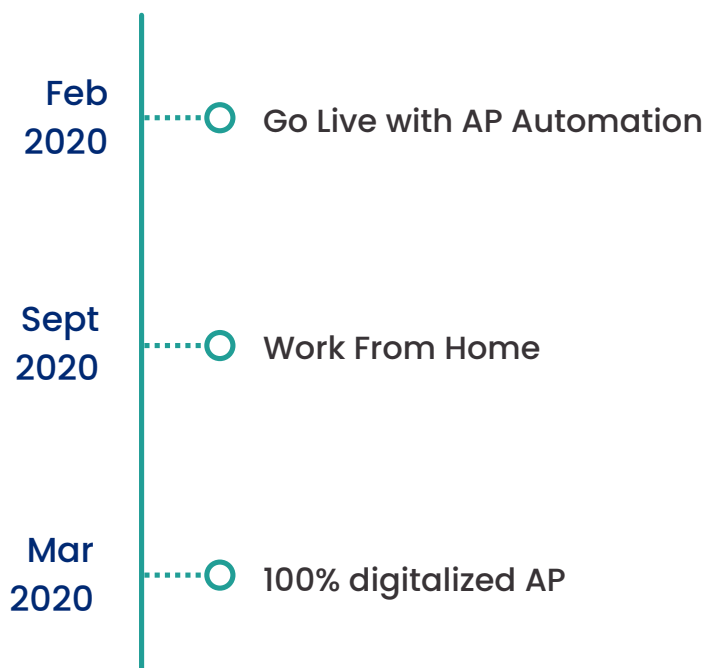 Feb
2020
Go Live with AP Automation
Sept
2020
Work From Home
Mar
2020
100% digitalized AP